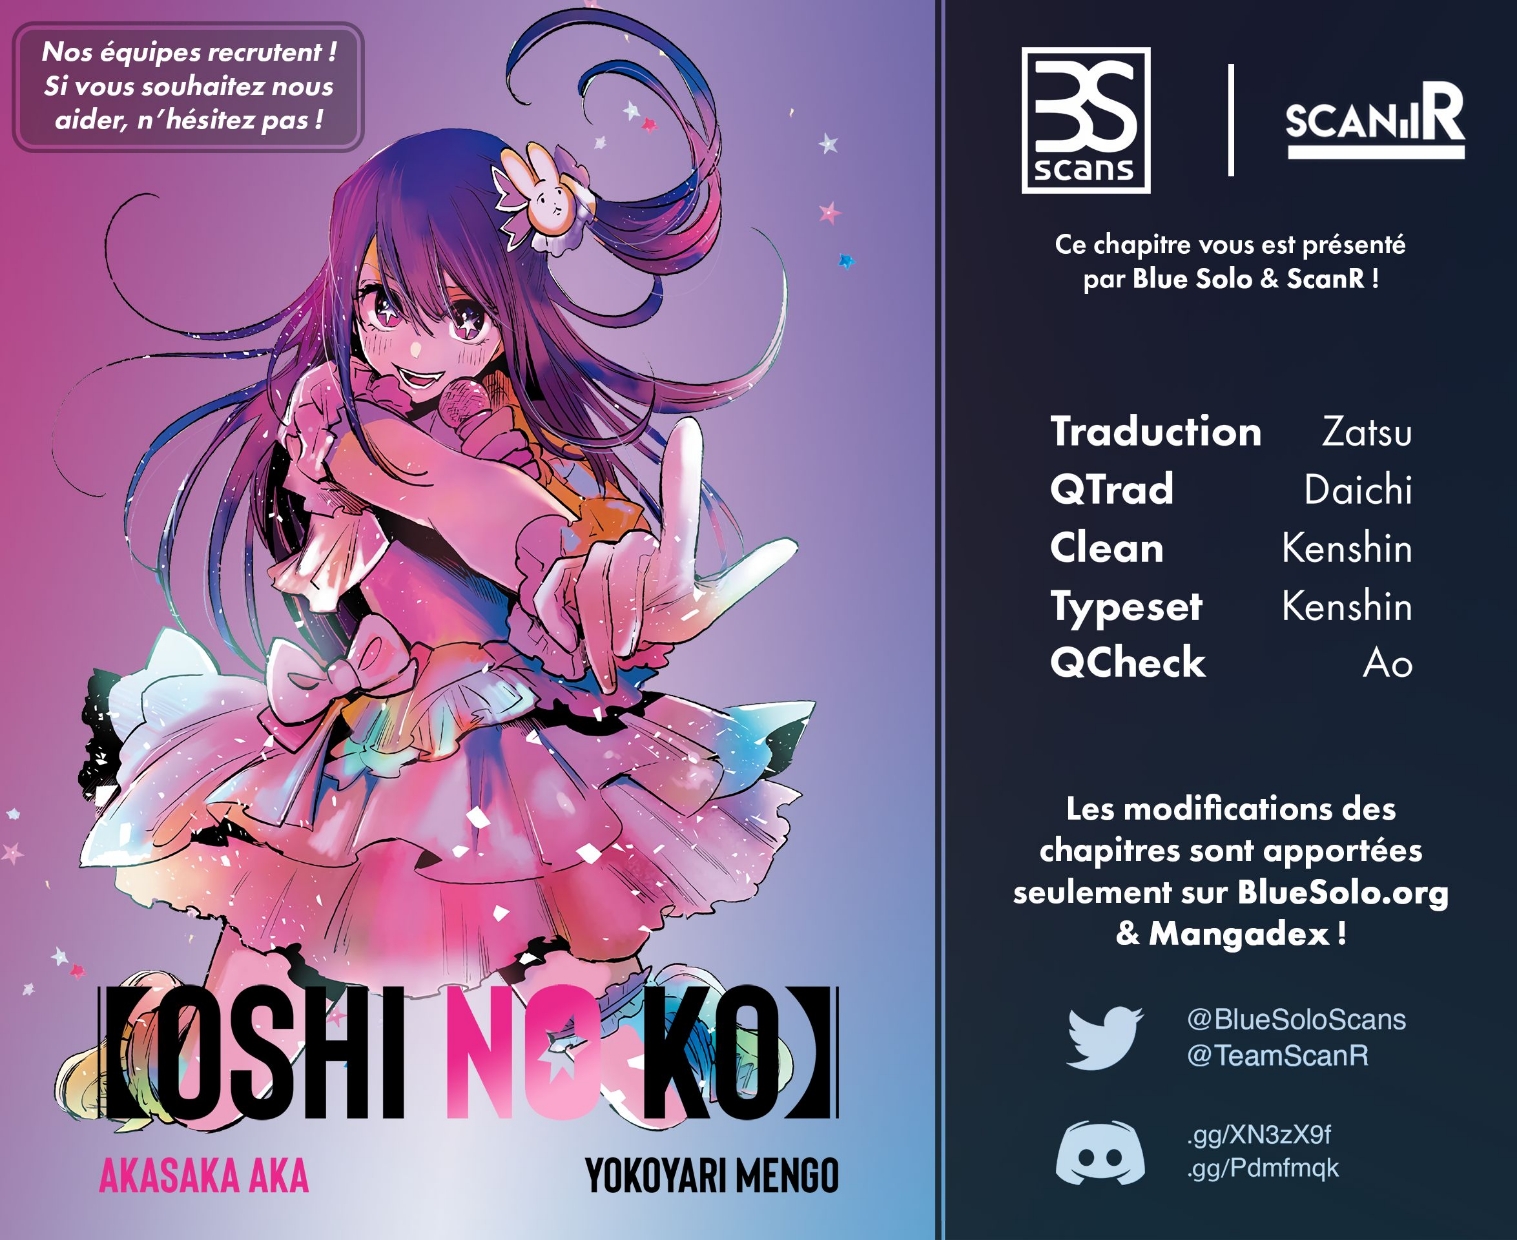 Nos équipes recrutent !
Si vous souhaitez nous
aider, n'hésitez pas !
【OSHI NO KO】
AKASAKA AKA
YOKOYARI MENGO
BS
scans
SCANR
Ce chapitre vous est présenté
par Blue Solo & ScanR !
Traduction Zatsu
QTrad Daichi
Clean Kenshin
Typeset Kenshin
QCheck Ao
Les modifications des
chapitres sont apportées
seulement sur BlueSolo.org
& Mangadex !
@BlueSoloScans
@TeamScanR
.gg/XN3zX9f
.gg/Pdmfmqk